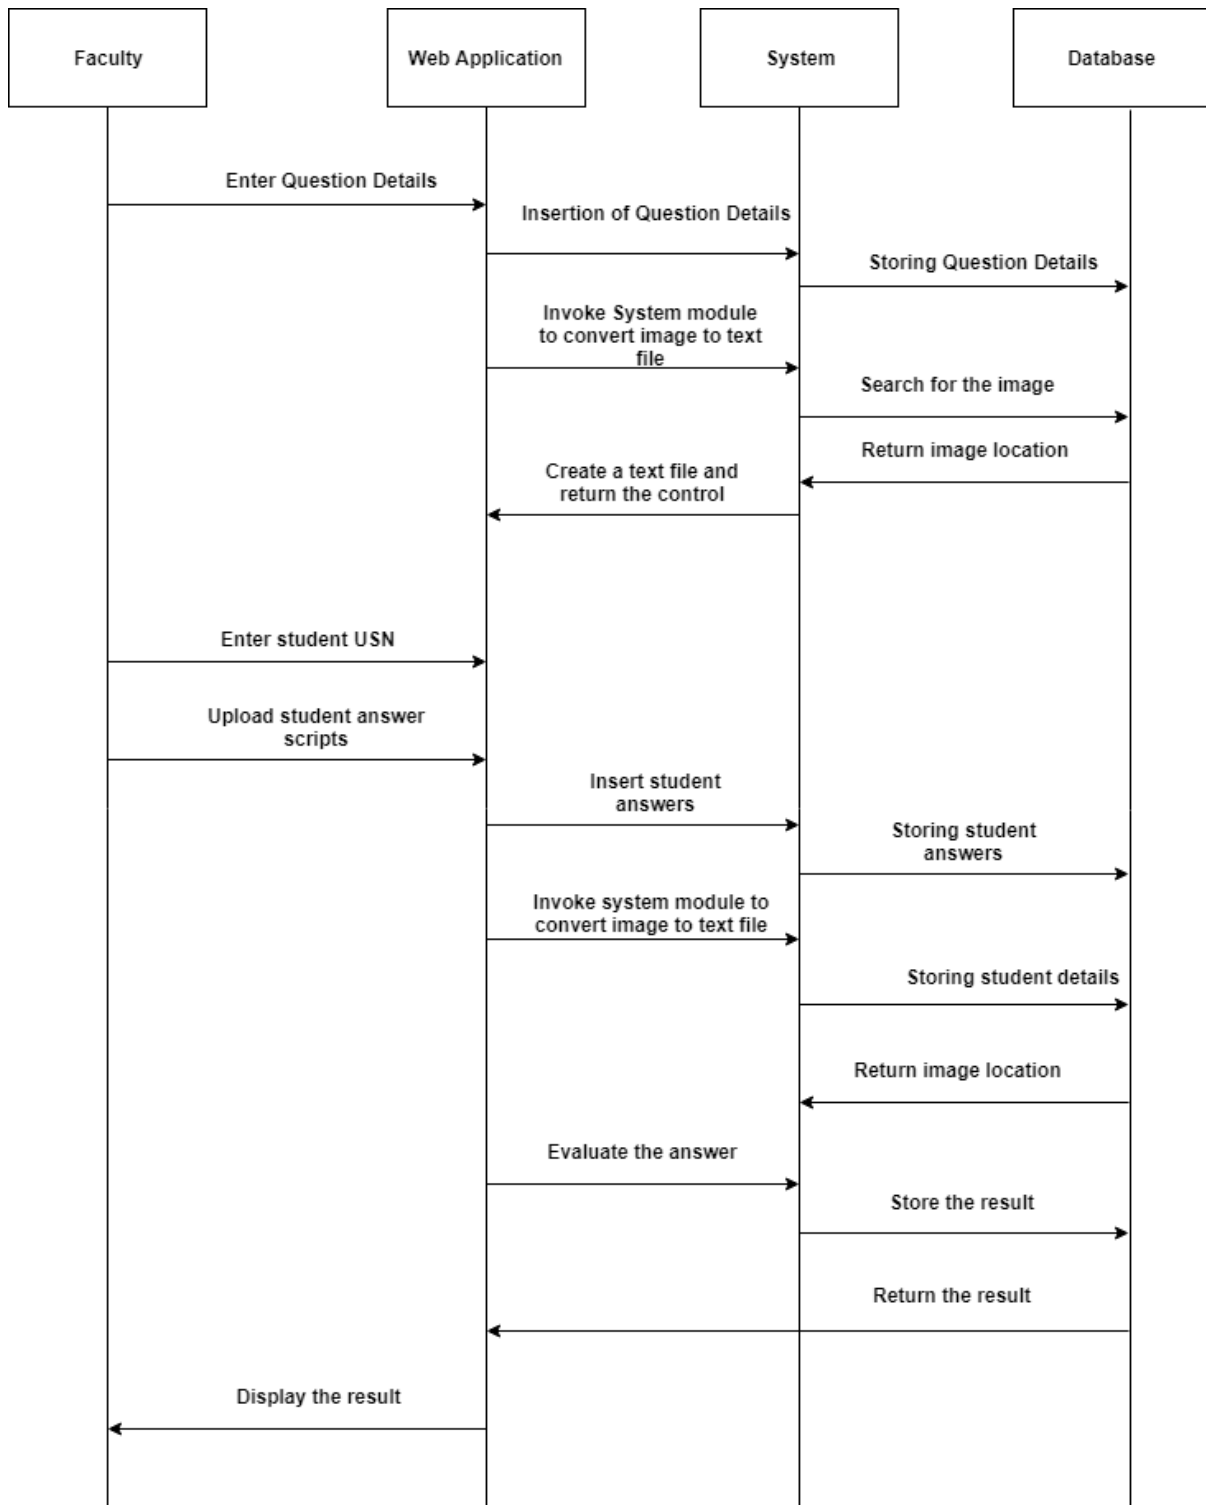 Faculty
Web Application
System
Database
Enter Question Details
Insertion of Question Details
Storing Question Details
Invoke System module
to convert image to text
file
Search for the image
Return image location
Create a text file and
return the control
Enter student USN
Upload student answer
scripts
Insert student
answers
Storing student
answers
Invoke system module to
convert image to text file
Storing student details
Return image location
Evaluate the answer
Store the result
Return the result
Display the result